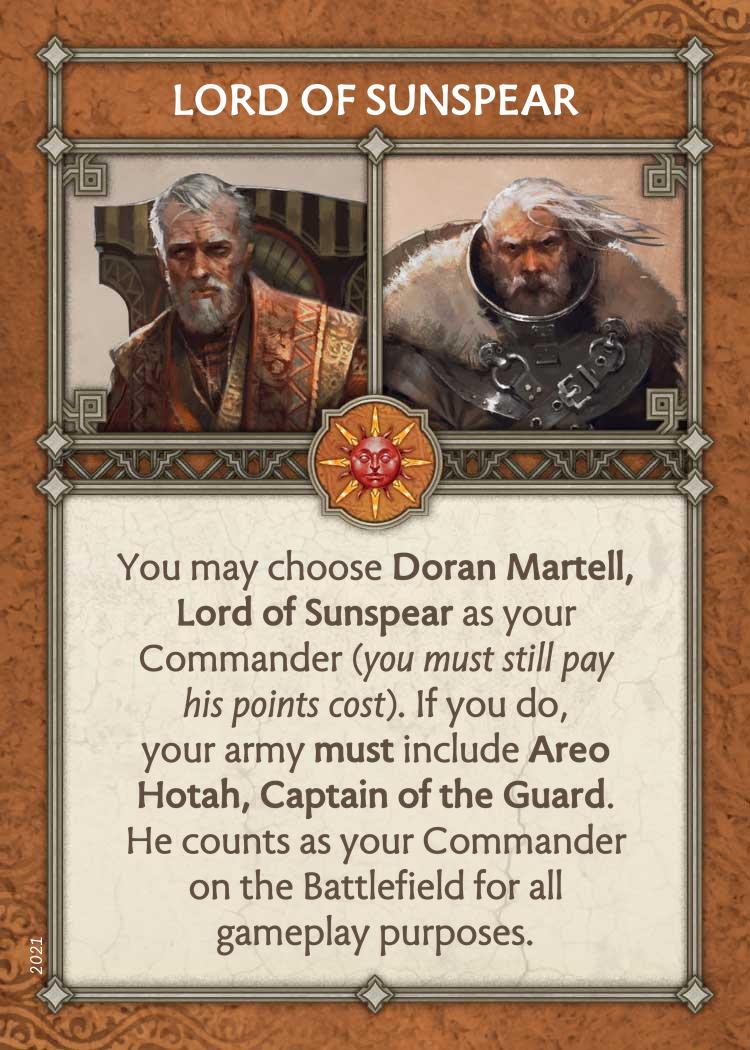 LORD OF SUNSPEAR
You may choose Doran Martell,
Lord of Sunspear as your
Commander (you must still pay
his points cost). If you do,
your army must include Areo
Hotah, Captain of the Guard.
He counts as your Commander
on the Battlefield for all
gameplay purposes.
2021